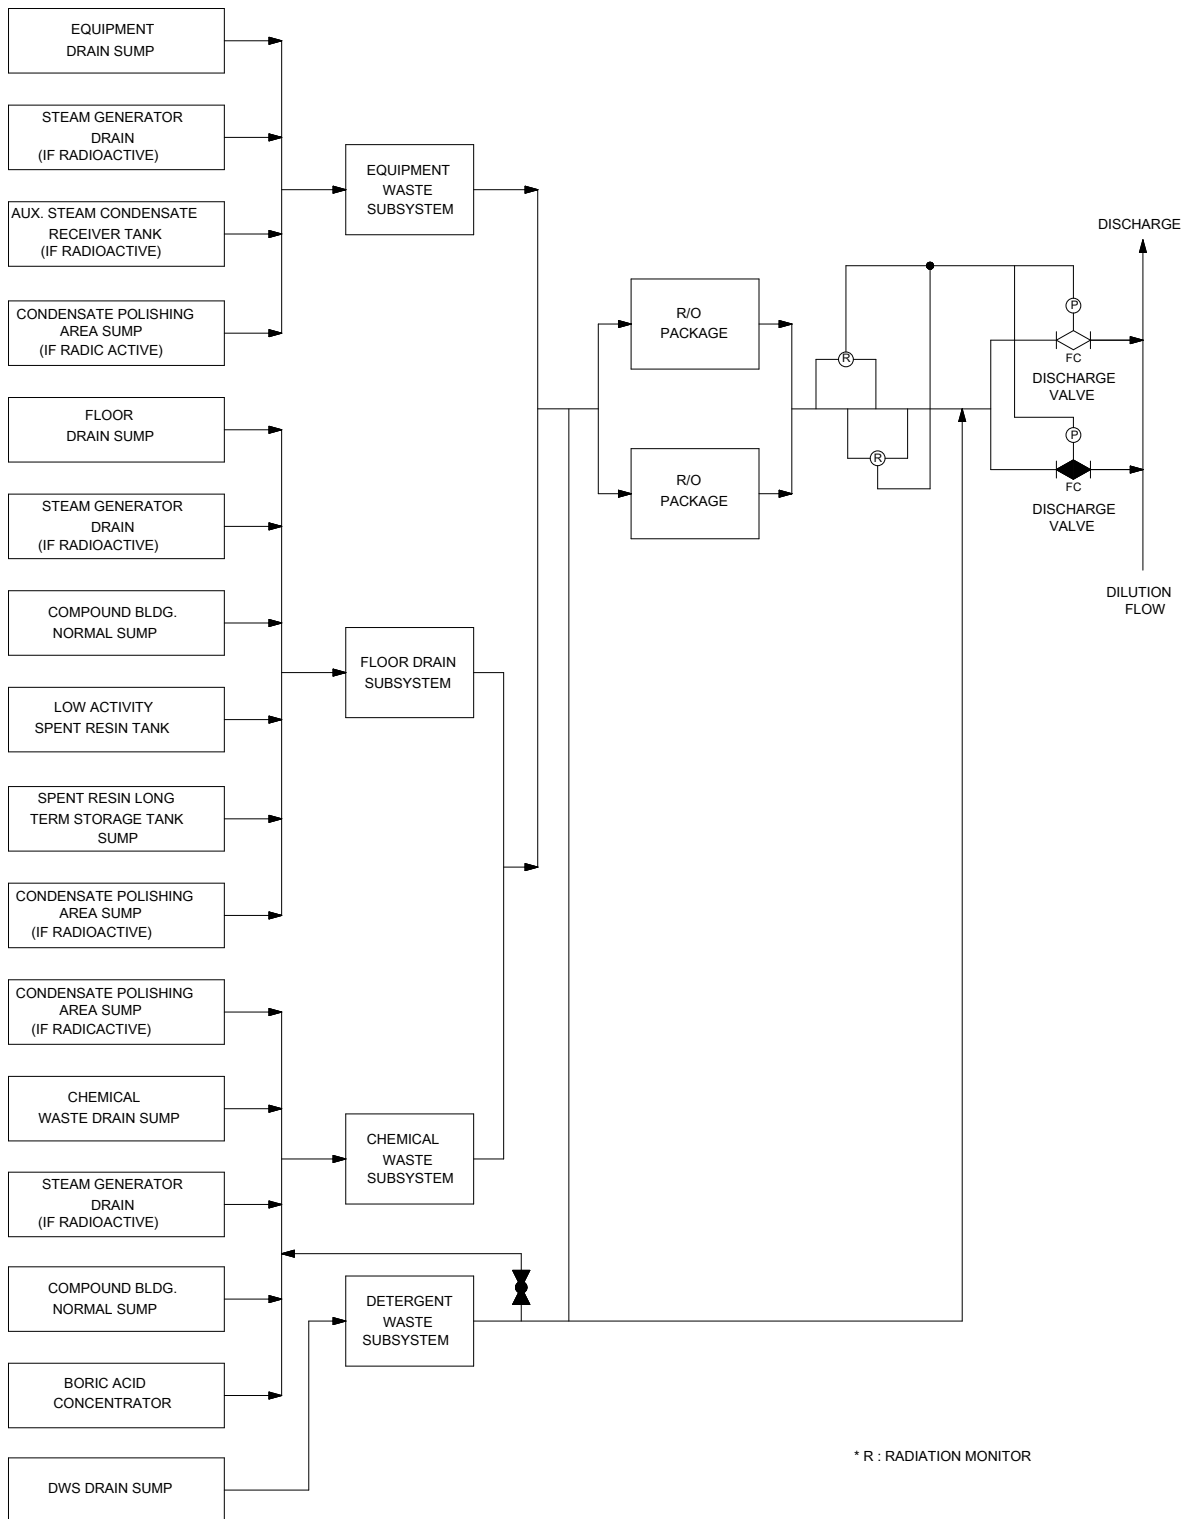 EQUIPMENT
DRAIN SUMP
STEAM GENERATOR
DRAIN
(IF RADIOACTIVE)
AUX. STEAM CONDENSATE
RECEIVER TANK
(IF RADIOACTIVE)
CONDENSATE POLISHING
AREA SUMP
(IF RADIC ACTIVE)
FLOOR
DRAIN SUMP
STEAM GENERATOR
DRAIN
(IF RADIOACTIVE)
COMPOUND BLDG.
NORMAL SUMP
LOW ACTIVITY
SPENT RESIN TANK
SPENT RESIN LONG
TERM STORAGE TANK
SUMP
CONDENSATE POLISHING
AREA SUMP
(IF RADIOACTIVE)
CONDENSATE POLISHING
AREA SUMP
(IF RADICACTIVE)
CHEMICAL
WASTE DRAIN SUMP
STEAM GENERATOR
DRAIN
(IF RADIOACTIVE)
COMPOUND BLDG.
NORMAL SUMP
BORIC ACID
CONCENTRATOR
DWS DRAIN SUMP
EQUIPMENT
WASTE
SUBSYSTEM
FLOOR DRAIN
SUBSYSTEM
CHEMICAL
WASTE
SUBSYSTEM
DETERGENT
WASTE
SUBSYSTEM
R/O
PACKAGE
R/O
PACKAGE
R
R
DISCHARGE
P
FC
DISCHARGE
VALVE
P
FC
DISCHARGE
VALVE
DILUTION
FLOW
* R : RADIATION MONITOR